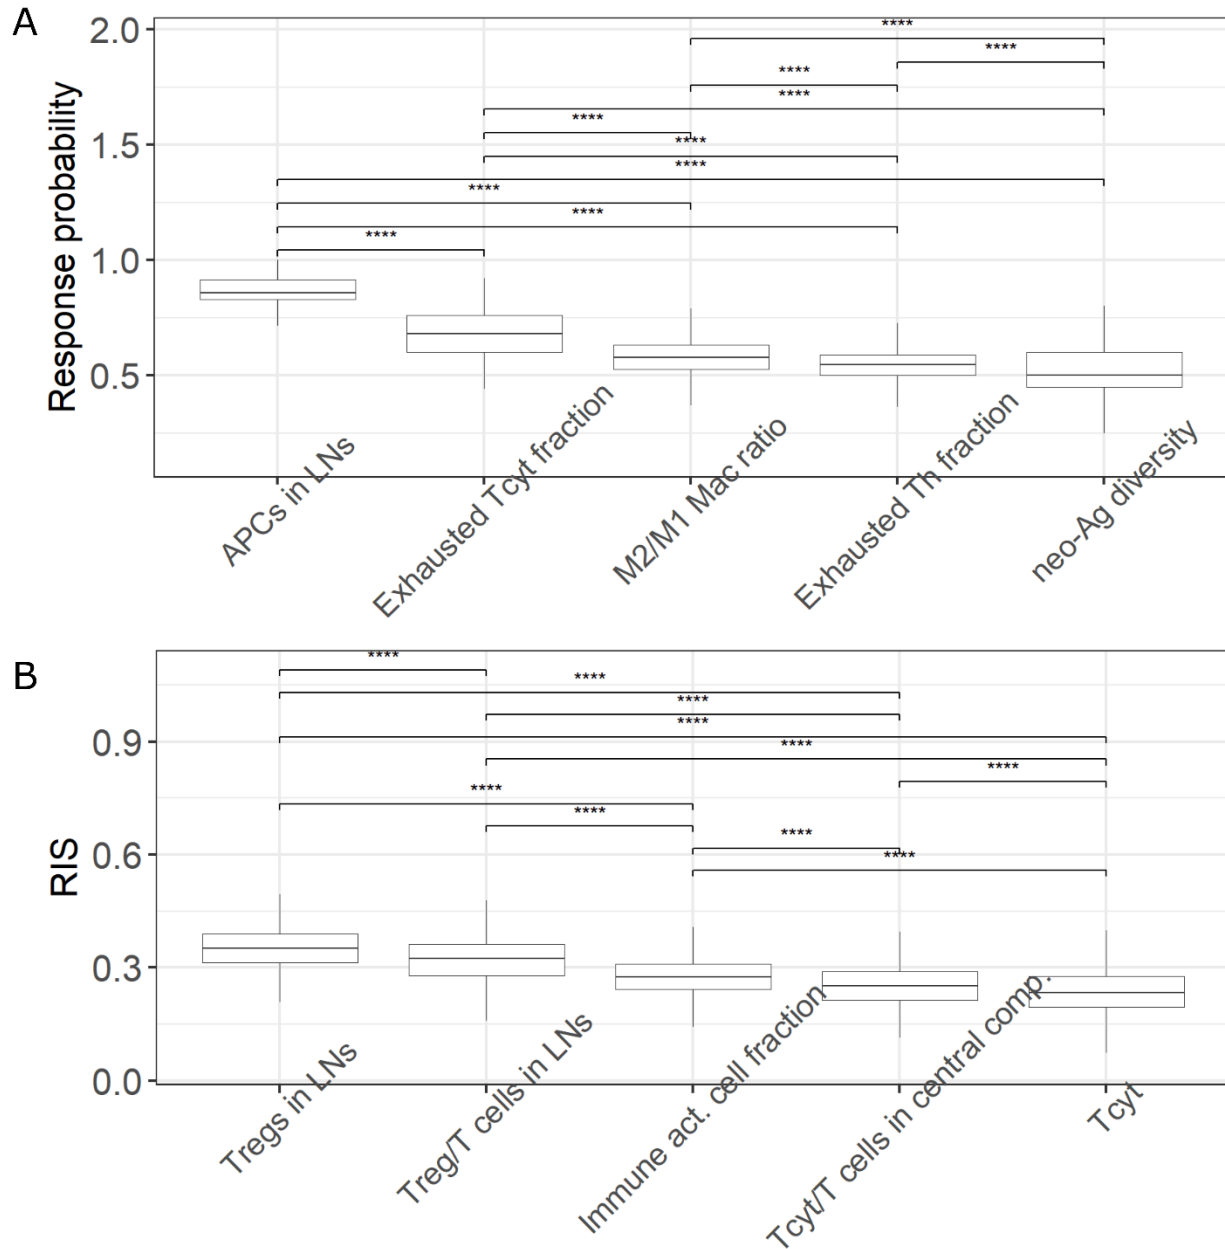 A
Response probability
2.0
1.5
1.0
0.5
****
****
****
****
****
****
****
****
****
****
APCs in LNs
Exhausted Tcyt fraction
M2/M1 Mac ratio
Exhausted Th fraction
neo-Ag diversity
B
RIS
0.9
0.6
0.3
0.0
****
****
****
****
****
****
****
****
****
****
Tregs in LNs
Treg/T cells in LNs
Immune act. cell fraction
Tcyt/T cells in central comp.
Tcyt